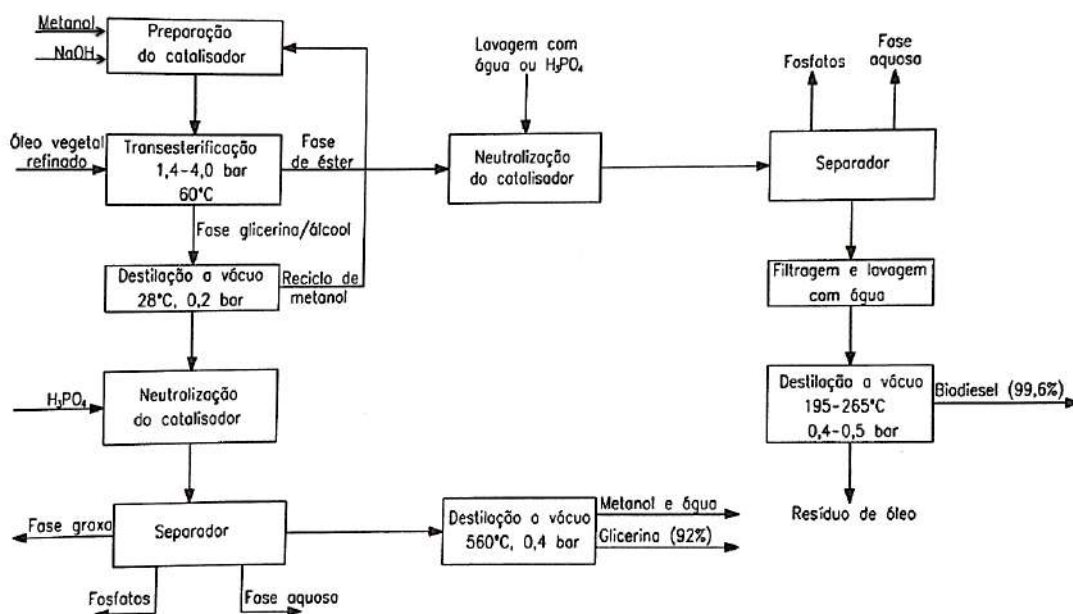 Metanol
NaOH
Preparação
do catalisador
Lavagem com
água ou H₃PO₄
Fosfatos
Fase
aquosa
Óleo vegetal
refinado
Transesterificação
1,4-4,0 bar
60°C
Fase
de éster
Neutralização
do catalisador
Separador
Fase glicerina/álcool
Destilação a vácuo
28°C, 0,2 bar
Reciclo de
metanol
Filtragem e lavagem
com água
H₃PO₄
Neutralização
do catalisador
Destilação a vácuo
195-265°C
0,4-0,5 bar
Biodiesel (99,6%)
Resíduo de óleo
Fase graxa
Separador
Destilação a vácuo
560°C, 0,4 bar
Metanol e água
Glicerina (92%)
Fosfatos
Fase aquosa